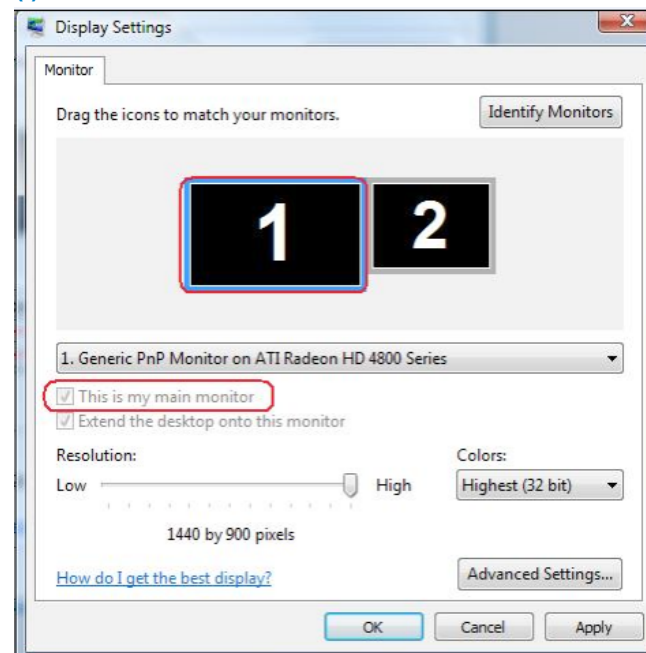 Display Settings
Monitor
Drag the icons to match your monitors.
Identify Monitors
1
2
1. Generic PnP Monitor on ATI Radeon HD 4800 Series
This is my main monitor
Extend the desktop onto this monitor
Resolution:
Colors:
Low
High
Highest (32 bit)
1440 by 900 pixels
How do I get the best display?
Advanced Settings...
OK
Cancel
Apply